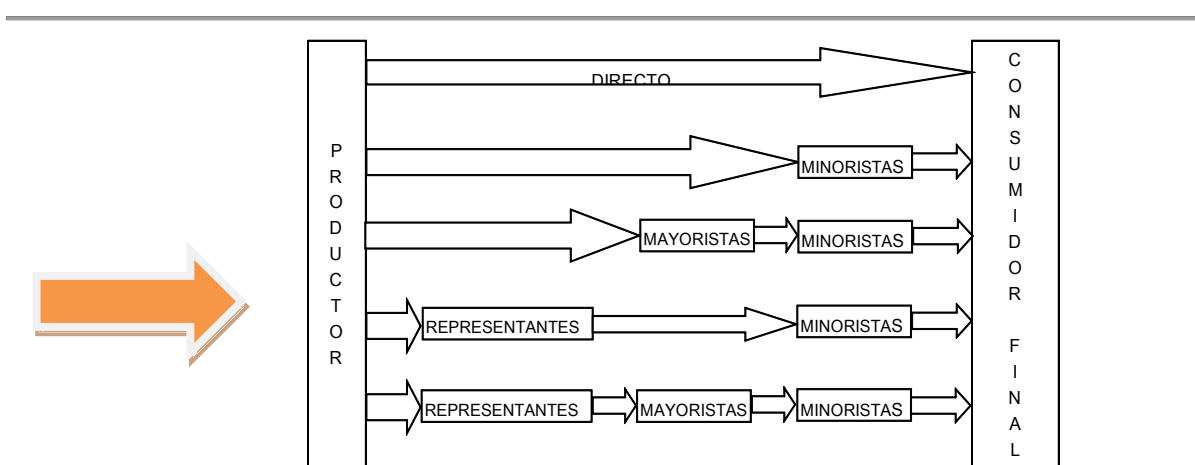 PRODUCTOR
DIRECTO
MINORISTAS
MAYORISTAS MINORISTAS
REPRESENTANTES MINORISTAS
REPRESENTANTES MAYORISTAS MINORISTAS
CONSUMIDOR FINAL